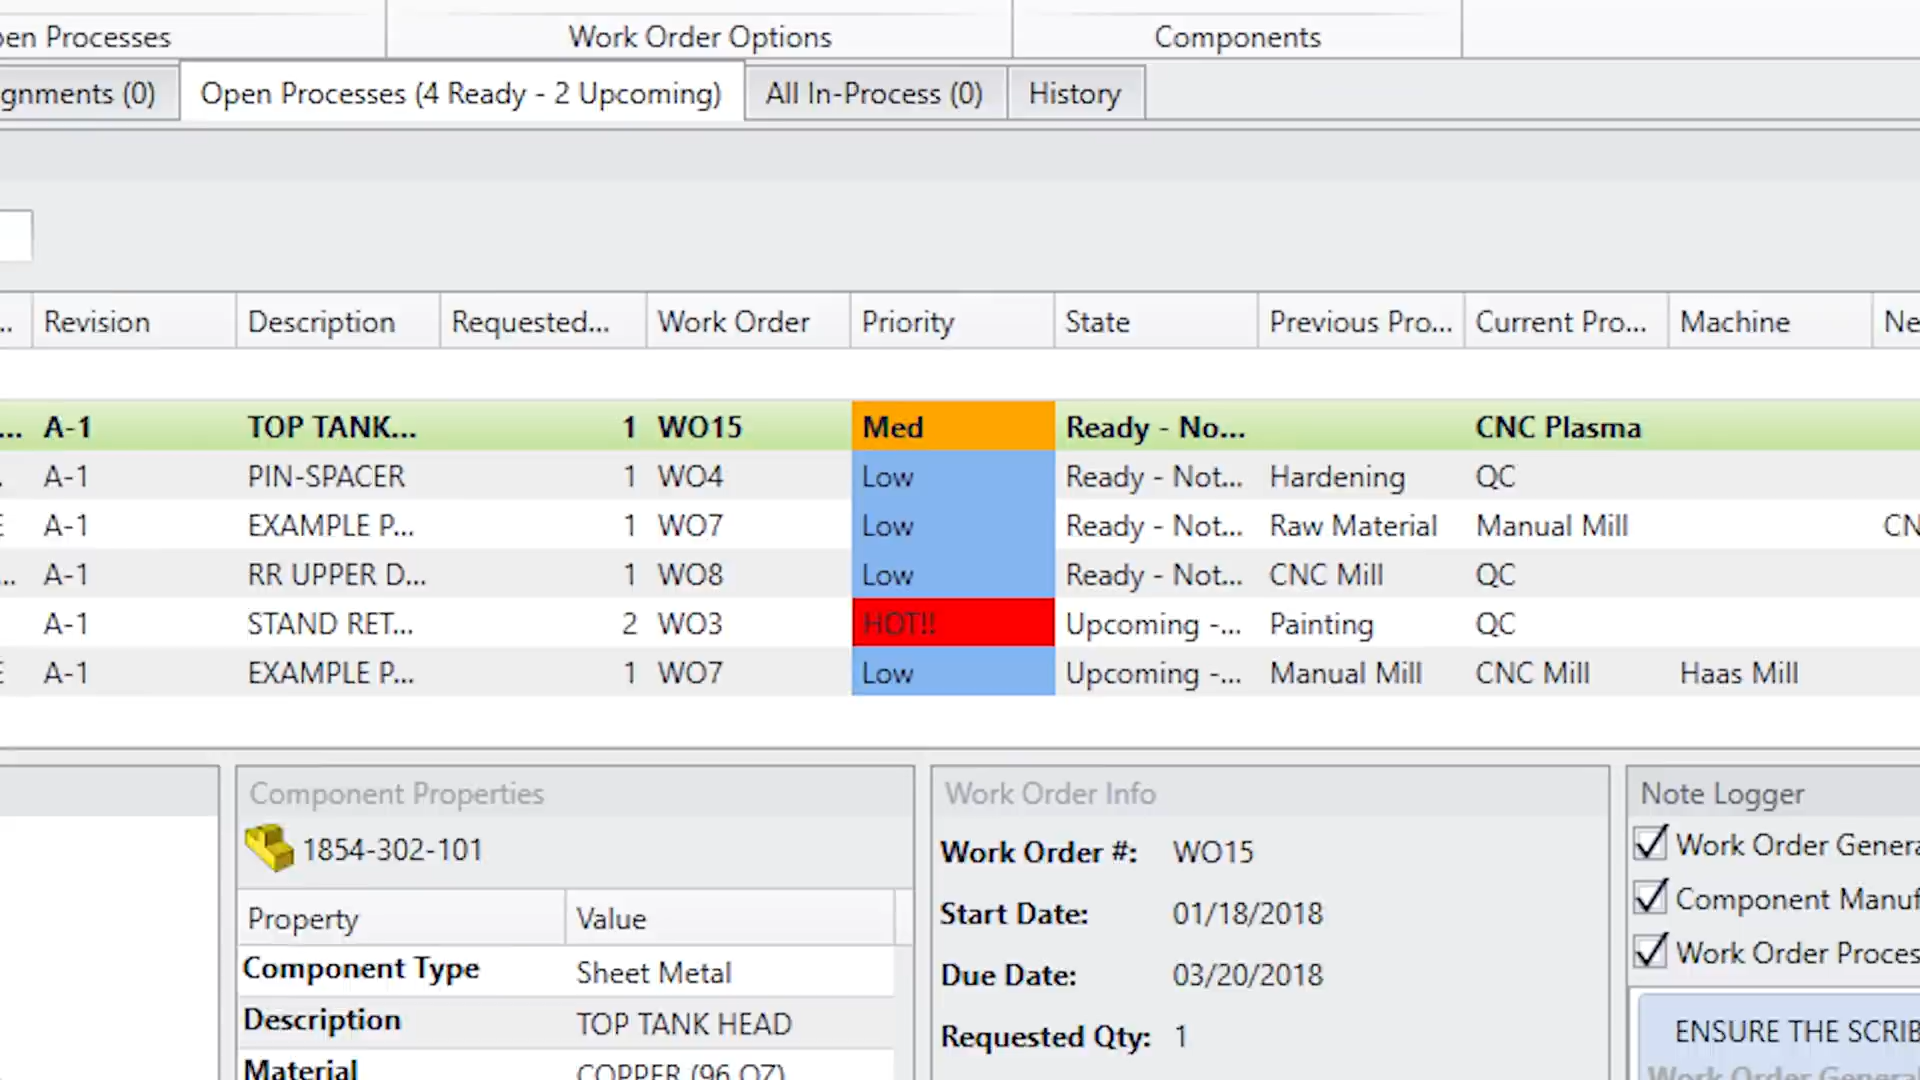 en Processes Work Order Options Components
gnments (0) Open Processes (4 Ready - 2 Upcoming) All In-Process (0) History
... Revision Description Requested... Work Order Priority State Previous Pro... Current Pro... Machine Ne
... A-1 TOP TANK... 1 WO15 Med Ready - No... CNC Plasma
A-1 PIN-SPACER 1 WO4 Low Ready - Not... Hardening QC
E A-1 EXAMPLE P... 1 WO7 Low Ready - Not... Raw Material Manual Mill CN
... A-1 RR UPPER D... 1 WO8 Low Ready - Not... CNC Mill QC
A-1 STAND RET... 2 WO3 HOT!! Upcoming -... Painting QC
E A-1 EXAMPLE P... 1 WO7 Low Upcoming -... Manual Mill CNC Mill Haas Mill
Component Properties
1854-302-101
Property Value
Component Type Sheet Metal
Description TOP TANK HEAD
Material COPPER (96 OZ)
Work Order Info
Work Order #: WO15
Start Date: 01/18/2018
Due Date: 03/20/2018
Requested Qty: 1
Note Logger
Work Order Genera
Component Manuf
Work Order Proces
ENSURE THE SCRIB
Work Order General